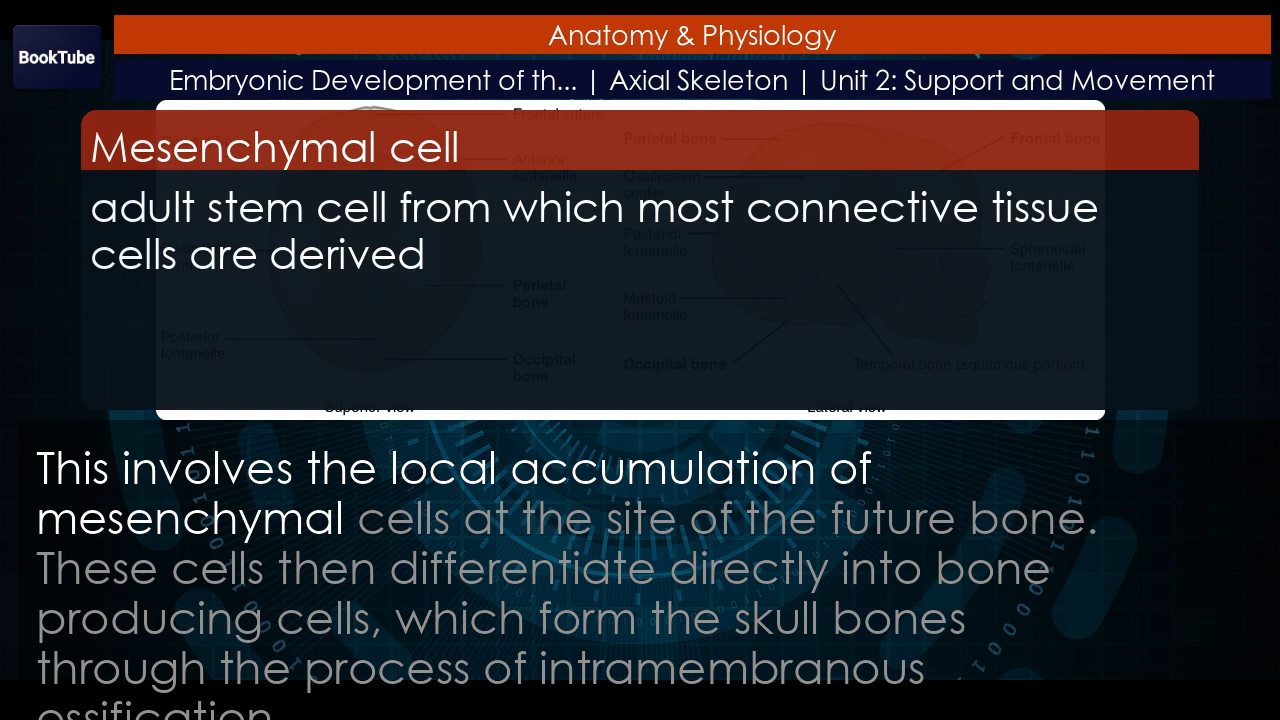 BookTube
Anatomy & Physiology
Embryonic Development of th... | Axial Skeleton | Unit 2: Support and Movement
Mesenchymal cell
adult stem cell from which most connective tissue
cells are derived
Frontal suture
Anterior
fontanelle
Parietal
bone
Posterior
fontanelle
Occipital
bone
Superior view
Parietal bone
Frontal bone
Ossification
center
Posterior
fontanelle
Sphenoidal
fontanelle
Mastoid
fontanelle
Occipital bone
Temporal bone (squamous portion)
Lateral view
This involves the local accumulation of
mesenchymal cells at the site of the future bone.
These cells then differentiate directly into bone
producing cells, which form the skull bones
through the process of intramembranous
ossification.